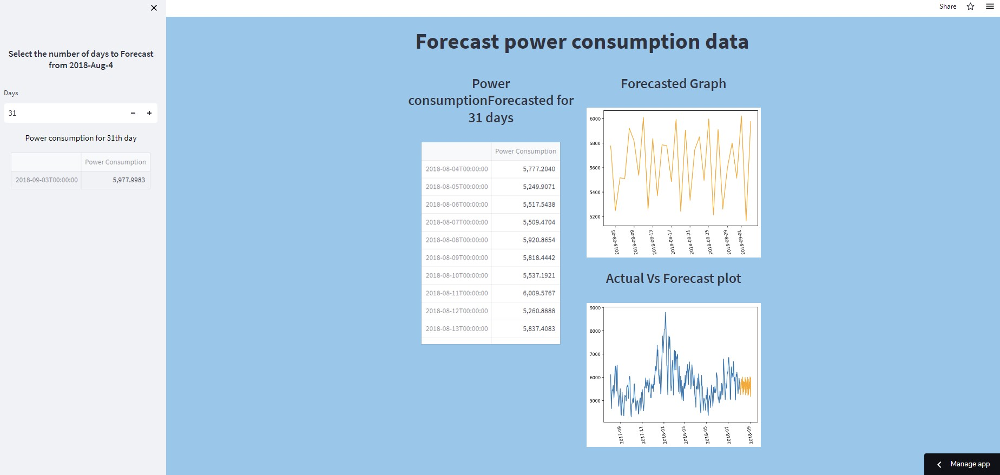 Share
Select the number of days to Forecast
from 2018-Aug-4
Days
31
Power consumption for 31th day
Power Consumption
2018-09-03T00:00:00 5,977.9983
Forecast power consumption data
Power
consumptionForecasted for
31 days
Power Consumption
2018-08-04T00:00:00 5,777.2040
2018-08-05T00:00:00 5,249.9071
2018-08-06T00:00:00 5,517.5438
2018-08-07T00:00:00 5,509.4704
2018-08-08T00:00:00 5,920.8654
2018-08-09T00:00:00 5,818.4442
2018-08-10T00:00:00 5,537.1921
2018-08-11T00:00:00 6,009.5767
2018-08-12T00:00:00 5,260.8888
2018-08-13T00:00:00 5,837.4083
Forecasted Graph
6000
5800
5600
5400
5200
2018-08-05
2018-08-09
2018-08-13
2018-08-17
2018-08-21
2018-08-25
2018-08-29
2018-09-01
Actual Vs Forecast plot
9000
8000
7000
6000
5000
2017-09
2017-11
2018-01
2018-03
2018-05
2018-07
2018-09
Manage app